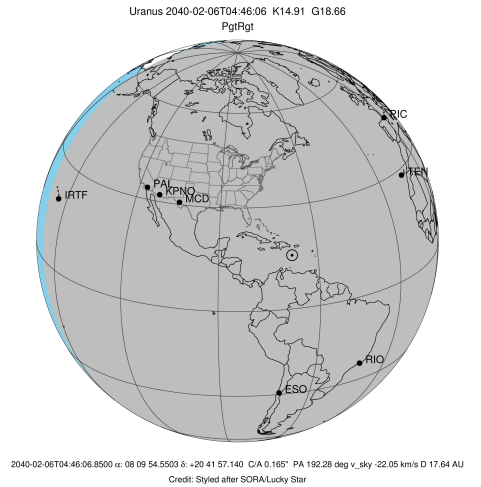 Uranus 2040-02-06T04:46:06 K14.91 G18.66
PgtRgt
RIC
TEN
PAL
KPNO
IRTF
MCD
RIO
ESO
2040-02-06T04:46:06.8500 α: 08 09 54.5503 δ: +20 41 57.140 C/A 0.165" PA 192.28 deg v_sky -22.05 km/s D 17.64 AU
Credit: Styled after SORA/Lucky Star